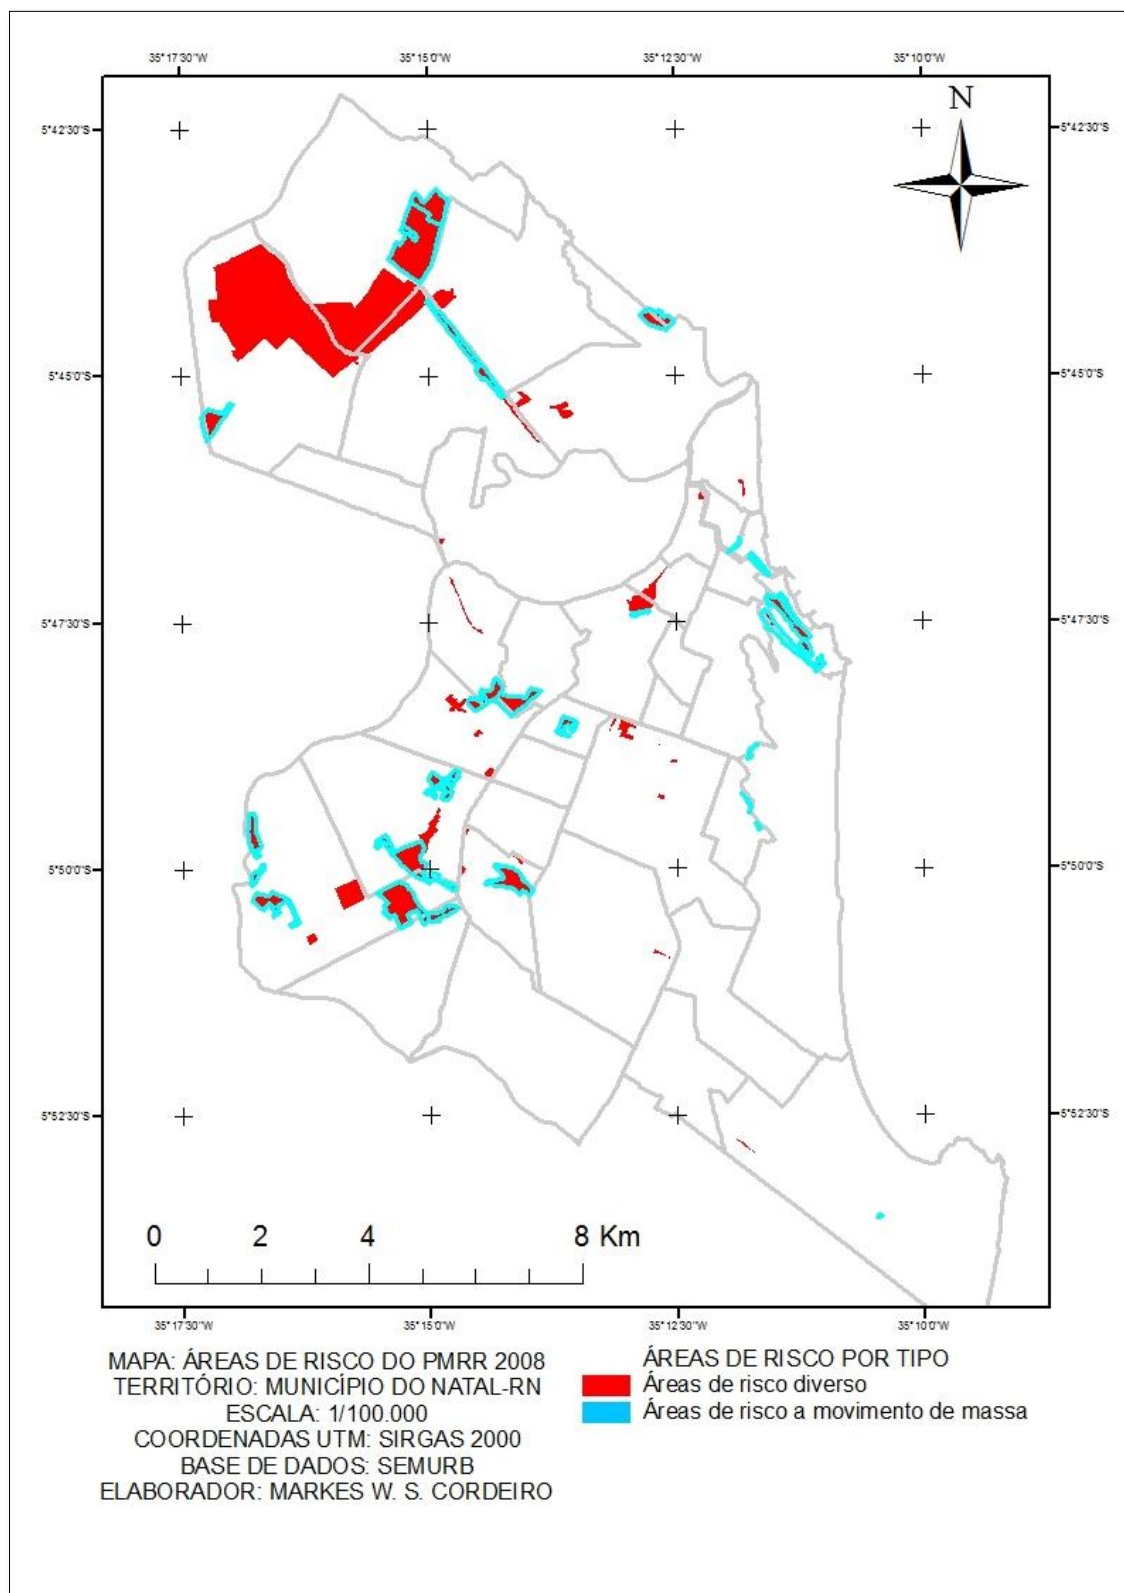 35°17'30"W 35°15'0"W 35°12'30"W 35°10'0"W
N
5°42'30"S 5°42'30"S
5°45'0"S 5°45'0"S
5°47'30"S 5°47'30"S
5°50'0"S 5°50'0"S
5°52'30"S 5°52'30"S
0 2 4 8 Km
35°17'30"W 35°15'0"W 35°12'30"W 35°10'0"W
MAPA: ÁREAS DE RISCO DO PMRR 2008
TERRITÓRIO: MUNICÍPIO DO NATAL-RN
ESCALA: 1/100.000
COORDENADAS UTM: SIRGAS 2000
BASE DE DADOS: SEMURB
ELABORADOR: MARKES W. S. CORDEIRO
ÁREAS DE RISCO POR TIPO
Áreas de risco diverso
Áreas de risco a movimento de massa